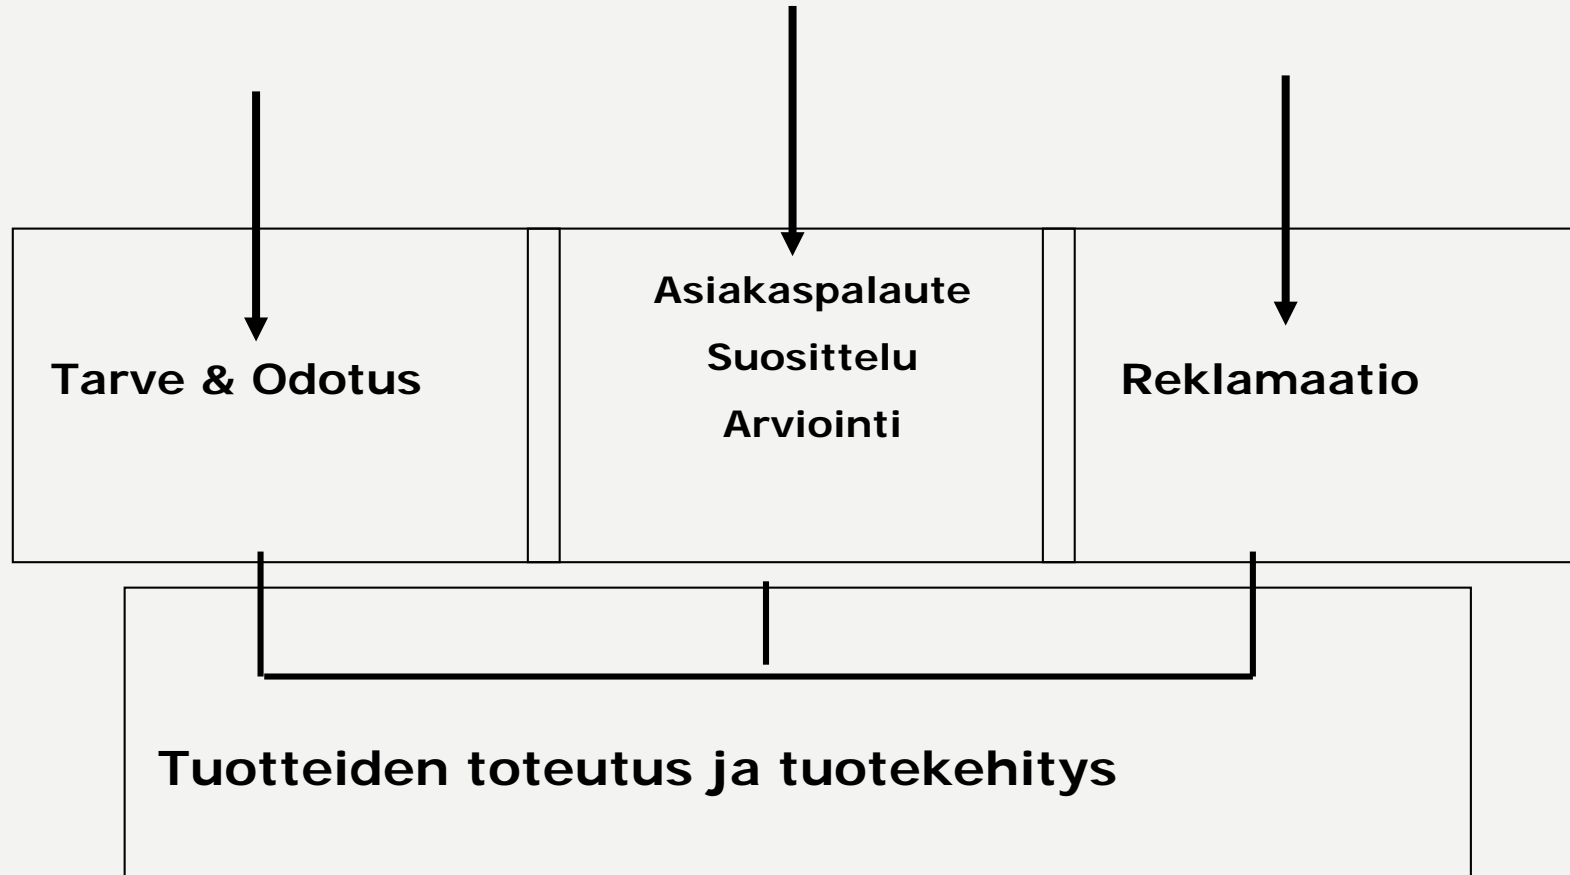 Tarve & Odotus
Asiakaspalaute
Suosittelu
Arviointi
Reklamaatio
Tuotteiden toteutus ja tuotekehitys